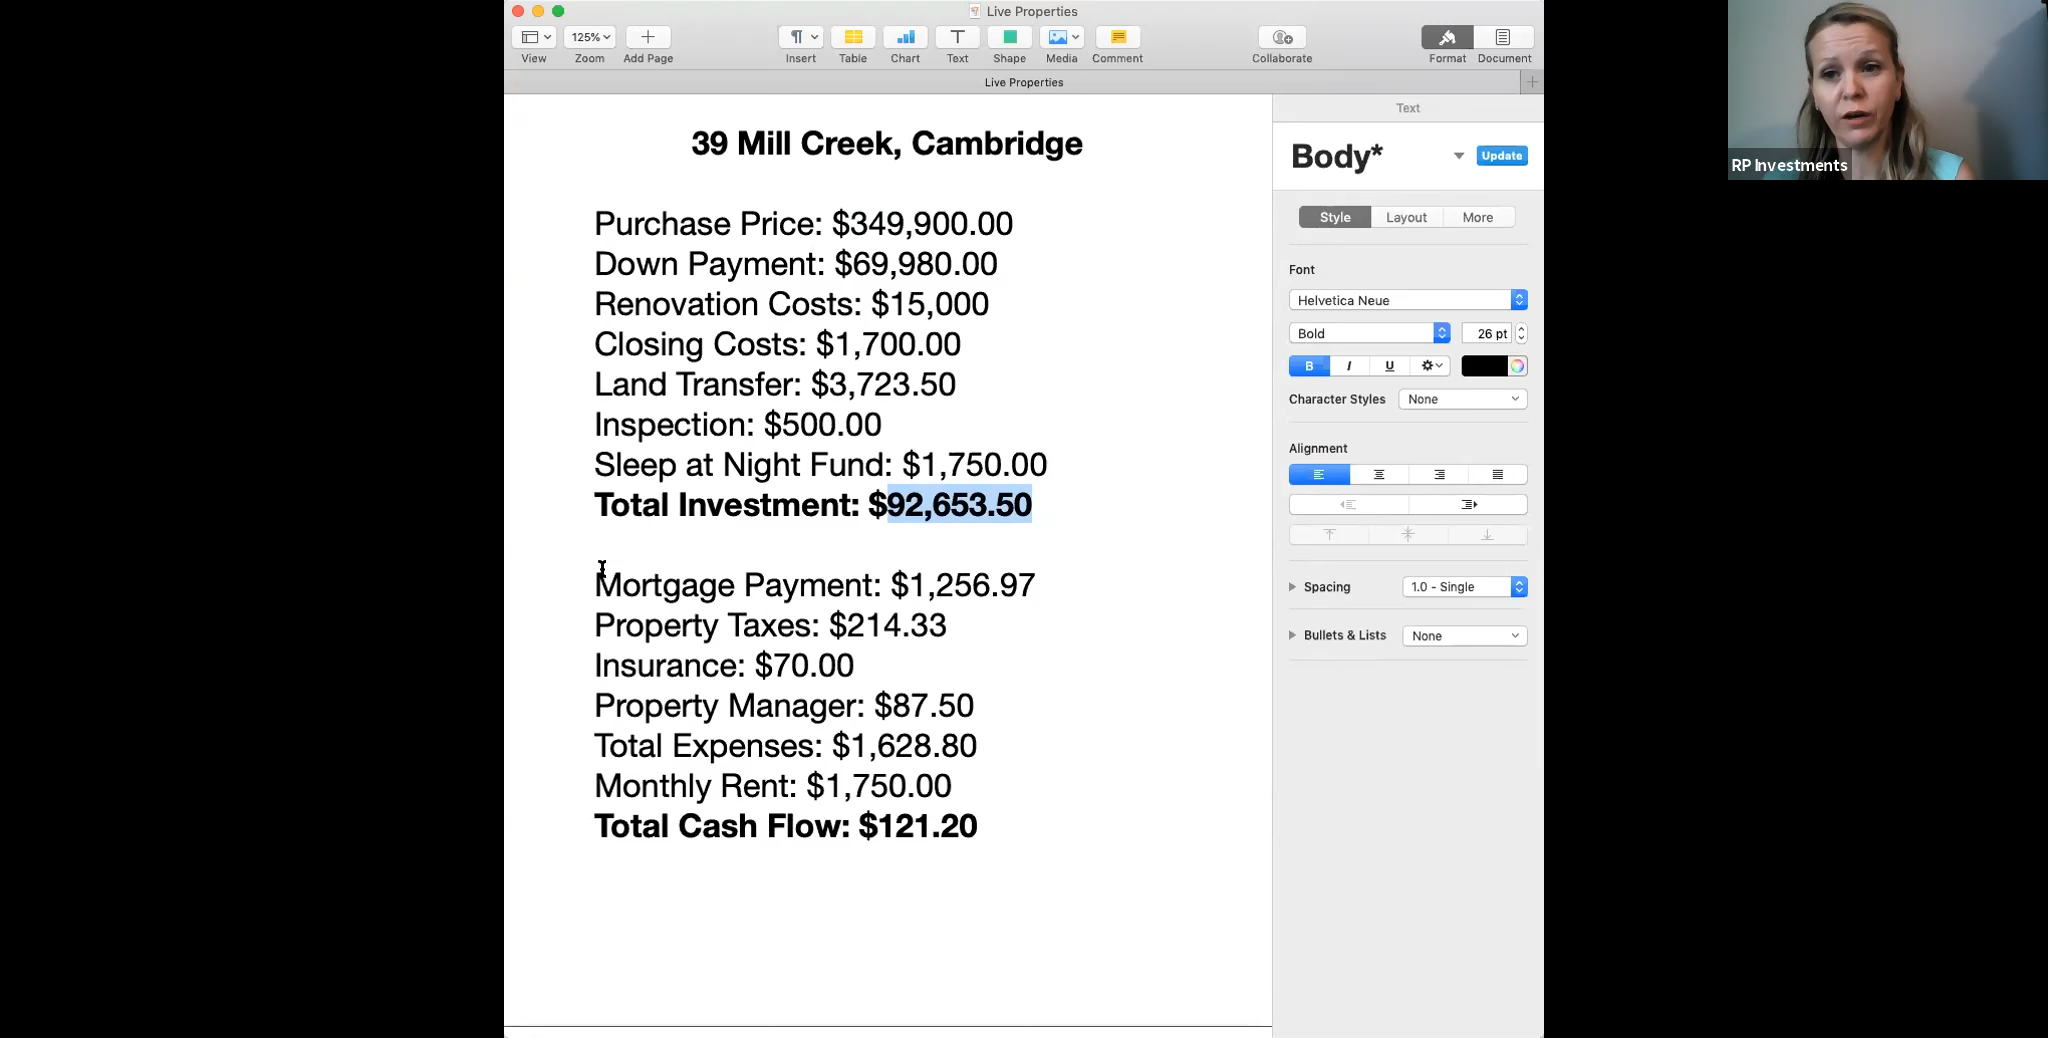 Live Properties
125%
View
Zoom
Add Page
Insert
Table
Chart
Text
Shape
Media
Comment
Collaborate
Format
Document
Live Properties
39 Mill Creek, Cambridge
Purchase Price: $349,900.00
Down Payment: $69,980.00
Renovation Costs: $15,000
Closing Costs: $1,700.00
Land Transfer: $3,723.50
Inspection: $500.00
Sleep at Night Fund: $1,750.00
Total Investment: $92,653.50
Mortgage Payment: $1,256.97
Property Taxes: $214.33
Insurance: $70.00
Property Manager: $87.50
Total Expenses: $1,628.80
Monthly Rent: $1,750.00
Total Cash Flow: $121.20
Text
Body*
Update
Style
Layout
More
Font
Helvetica Neue
Bold
26 pt
B
I
U
Character Styles
None
Alignment
Spacing
1.0 - Single
Bullets & Lists
None
RP Investments